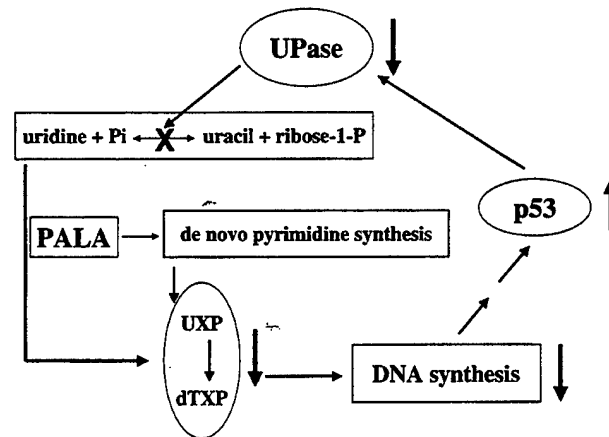 UPase
uridine + Pi X uracil + ribose-1-P
p53
PALA
de novo pyrimidine synthesis
UXP
dTXP
DNA synthesis